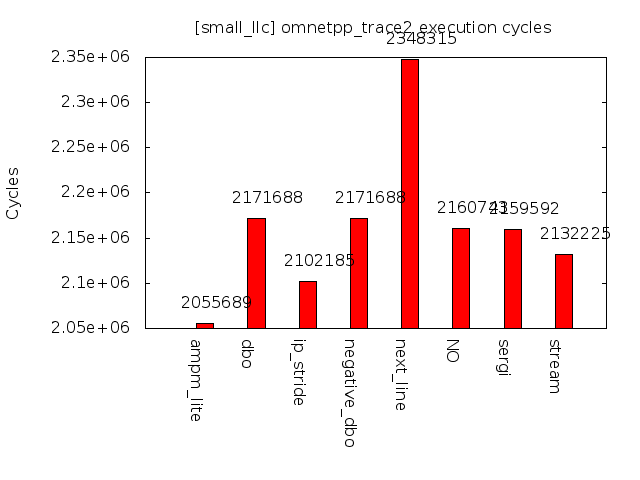 [small_llc] omnetpp_trace2 execution cycles
2348315
2.35e+06
2.3e+06
2.25e+06
2.2e+06
2.15e+06
2.1e+06
2.05e+06
Cycles
2055689
2171688
2102185
2171688
2160743
2159592
2132225
ampm_lite
dbo
ip_stride
negative_dbo
next_line
NO
sergi
stream